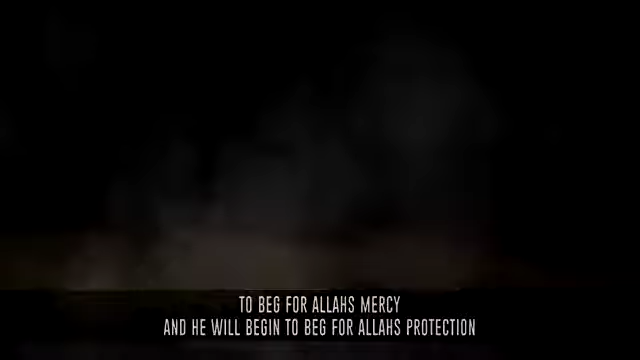 TO BEG FOR ALLAHS MERCY
AND HE WILL BEGIN TO BEG FOR ALLAHS PROTECTION